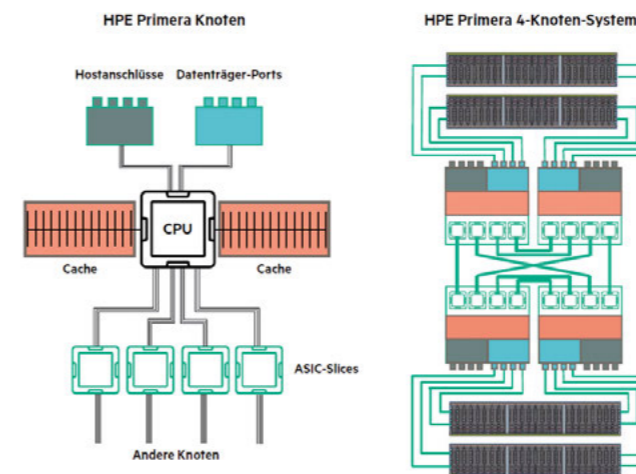 HPE Primera Knoten
HPE Primera 4-Knoten-System
Hostanschlüsse
Datenträger-Ports
CPU
Cache
Cache
ASIC-Slices
Andere Knoten